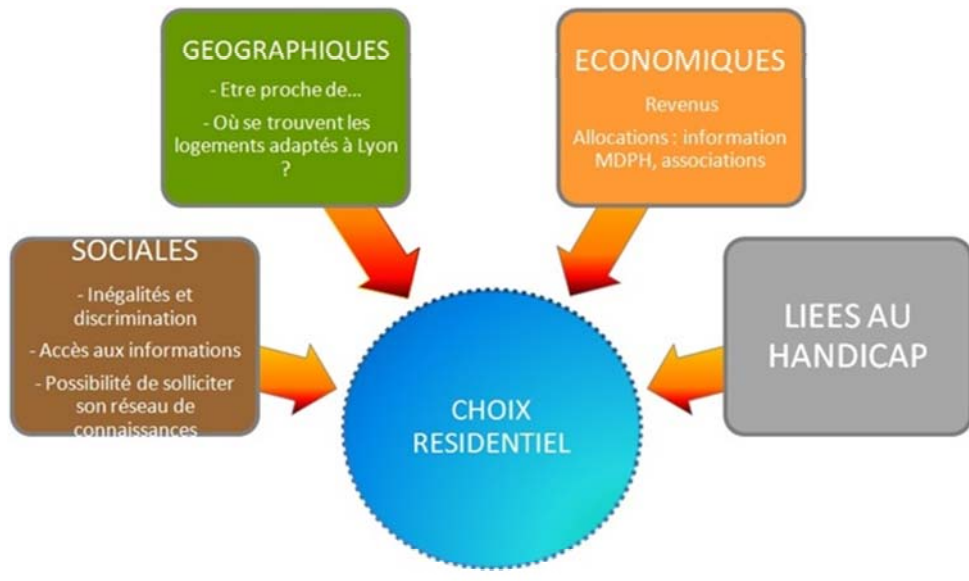 GEOGRAPHIQUES
- Etre proche de...
- Où se trouvent les
logements adaptés à Lyon
?
ECONOMIQUES
Revenus
Allocations : information
MDPH, associations
SOCIALES
- Inégalités et
discrimination
- Accès aux informations
- Possibilité de solliciter
son réseau de
connaissances
LIEES AU
HANDICAP
CHOIX
RESIDENTIEL